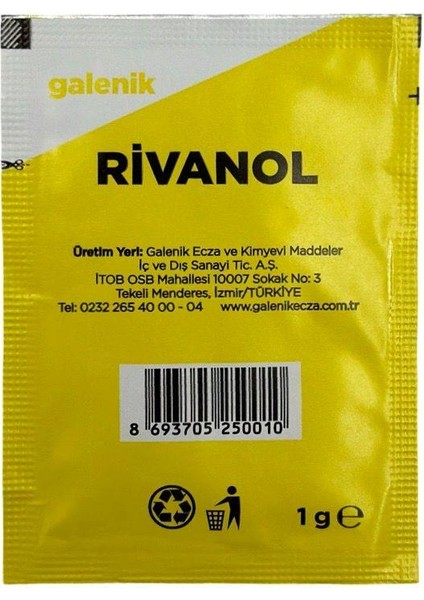 galenik
RİVANOL
Üretim Yeri: Galenik Ecza ve Kimyevi Maddeler
İç ve Dış Sanayi Tic. A.Ş.
İTOB OSB Mahallesi 10007 Sokak No: 3
Tekeli Menderes, İzmir/TÜRKİYE
Tel: 0232 265 40 00 - 04 www.galenikecza.com.tr
8 693705 250010
1 g ℮